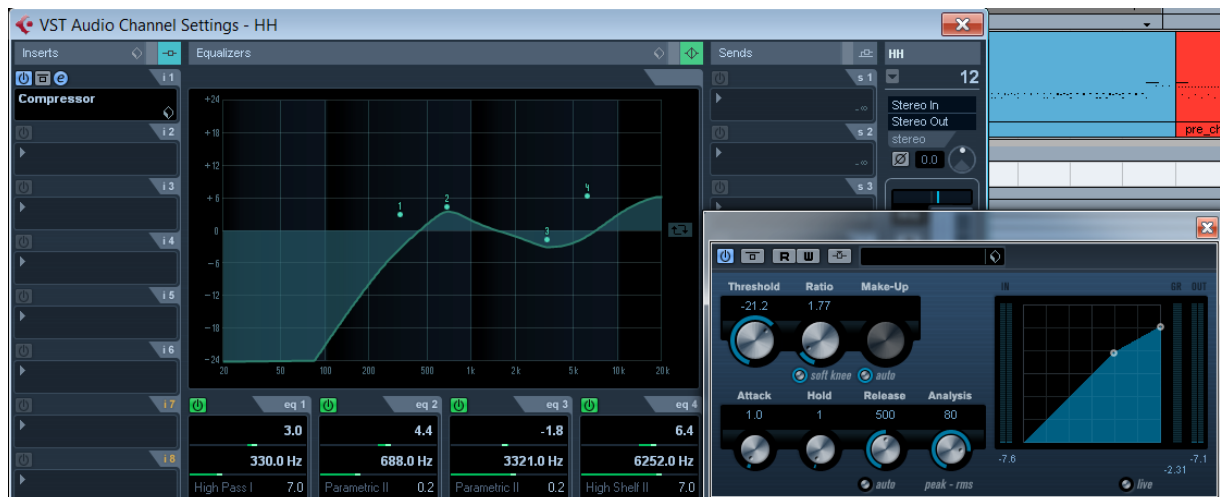 VST Audio Channel Settings - HH
Inserts
Equalizers
Sends
HH
e
i 1
Compressor
i 2
i 3
i 4
i 5
i 6
i 7
i 8
+24
+18
+12
+6
0
-6
-12
-18
-24
20 50 100 200 500 1k 2k 5k 10k 20k
1
2
3
4
eq 1
3.0
330.0 Hz
High Pass I 7.0
eq 2
4.4
688.0 Hz
Parametric II 0.2
eq 3
-1.8
3321.0 Hz
Parametric II 0.2
eq 4
6.4
6252.0 Hz
High Shelf II 7.0
s 1
-∞
s 2
-∞
s 3
12
Stereo In
Stereo Out
stereo
0.0
pre_ch
R W
Threshold Ratio Make-Up
-21.2 1.77
soft knee auto
Attack Hold Release Analysis
1.0 1 500 80
auto peak - rms
IN GR OUT
-7.6 -2.31 -7.1
live